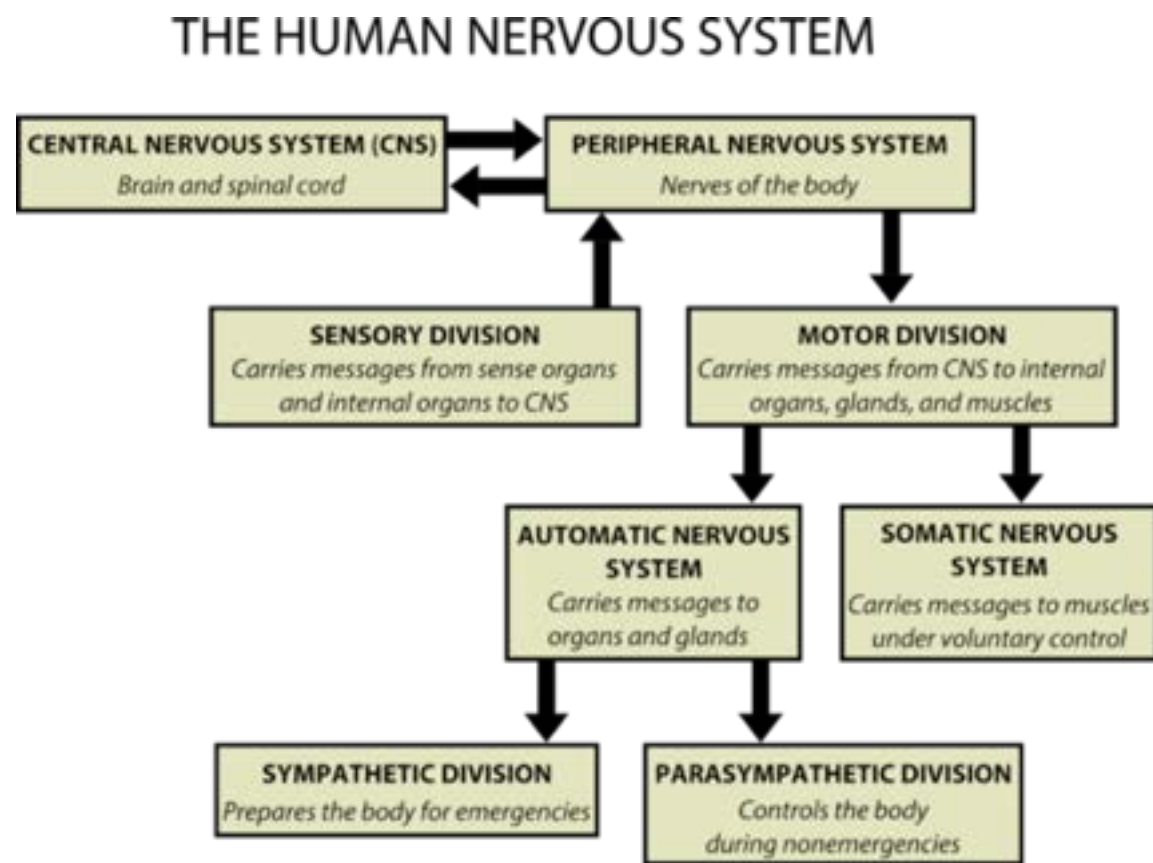 THE HUMAN NERVOUS SYSTEM
CENTRAL NERVOUS SYSTEM (CNS)
Brain and spinal cord
PERIPHERAL NERVOUS SYSTEM
Nerves of the body
SENSORY DIVISION
Carries messages from sense organs
and internal organs to CNS
MOTOR DIVISION
Carries messages from CNS to internal
organs, glands, and muscles
AUTOMATIC NERVOUS
SYSTEM
Carries messages to
organs and glands
SOMATIC NERVOUS
SYSTEM
Carries messages to muscles
under voluntary control
SYMPATHETIC DIVISION
Prepares the body for emergencies
PARASYMPATHETIC DIVISION
Controls the body
during nonemergencies